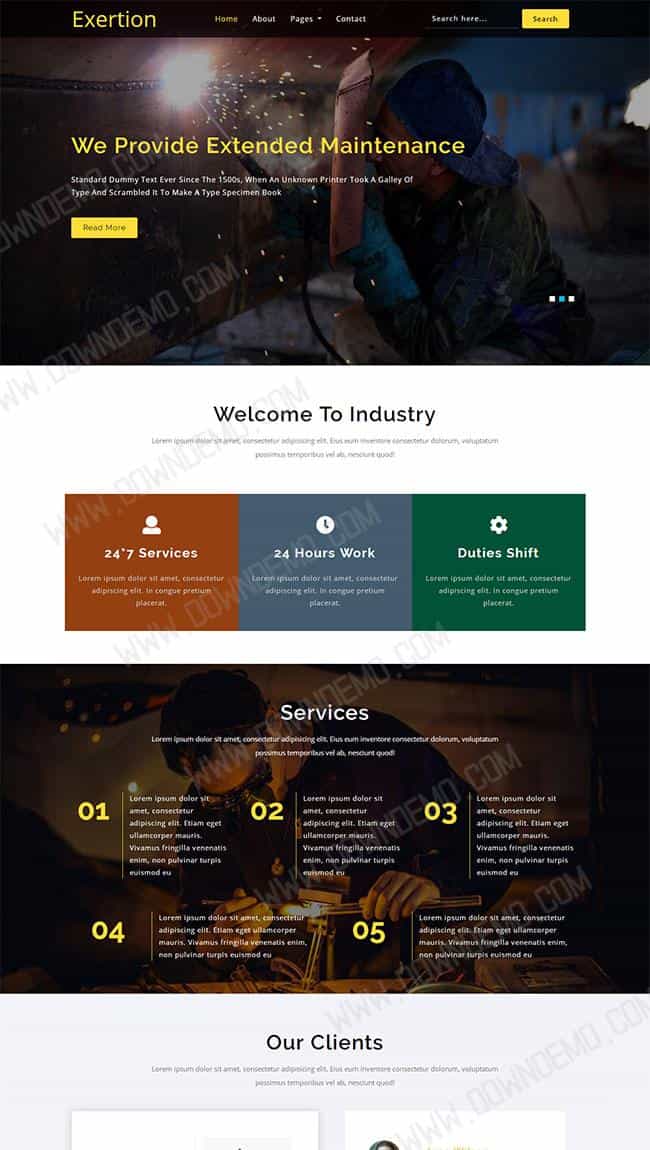 Exertion
Home About Pages Contact
Search here...
Search
We Provide Extended Maintenance
Standard Dummy Text Ever Since The 1500s, When An Unknown Printer Took A Galley Of
Type And Scrambled It To Make A Type Specimen Book
Read More
Welcome To Industry
Lorem ipsum dolor sit amet, consectetur adipisicing elit. Eius eum inventore consectetur dolorum, voluptatum
possimus temporibus vel ab, nesciunt quod!
24*7 Services
Lorem ipsum dolor sit amet, consectetur
adipiscing elit. In congue pretium
placerat.
24 Hours Work
Lorem ipsum dolor sit amet, consectetur
adipiscing elit. In congue pretium
placerat.
Duties Shift
Lorem ipsum dolor sit amet, consectetur
adipiscing elit. In congue pretium
placerat.
Services
Lorem ipsum dolor sit amet, consectetur adipisicing elit. Eius eum inventore consectetur dolorum, voluptatum
possimus temporibus vel ab, nesciunt quod!
01
Lorem ipsum dolor sit
amet, consectetur
adipiscing elit. Etiam eget
ullamcorper mauris.
Vivamus fringilla venenatis
enim, non pulvinar turpis
euismod eu
02
Lorem ipsum dolor sit
amet, consectetur
adipiscing elit. Etiam eget
ullamcorper mauris.
Vivamus fringilla venenatis
enim, non pulvinar turpis
euismod eu
03
Lorem ipsum dolor sit
amet, consectetur
adipiscing elit. Etiam eget
ullamcorper mauris.
Vivamus fringilla venenatis
enim, non pulvinar turpis
euismod eu
04
Lorem ipsum dolor sit amet, consectetur
adipiscing elit. Etiam eget ullamcorper
mauris. Vivamus fringilla venenatis enim,
non pulvinar turpis euismod eu
05
Lorem ipsum dolor sit amet, consectetur
adipiscing elit. Etiam eget ullamcorper
mauris. Vivamus fringilla venenatis enim,
non pulvinar turpis euismod eu
Our Clients
Lorem ipsum dolor sit amet, consectetur adipisicing elit. Eius eum inventore consectetur dolorum, voluptatum
possimus temporibus vel ab, nesciunt quod!
WWW.DOWNDEMO.COM